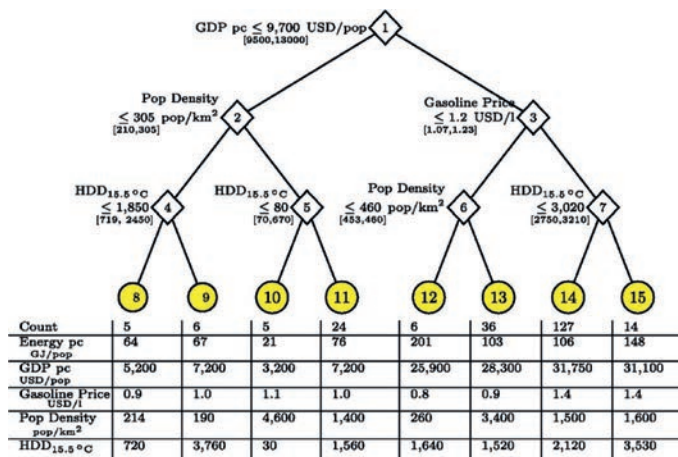 GDP pc ≤ 9,700 USD/pop
[9500,13000]
1
Pop Density
≤ 305 pop/km²
[210,305]
2
Gasoline Price
≤ 1.2 USD/l
[1.07,1.23]
3
HDD15.5°C
≤ 1,850
[719, 2450]
4
HDD15.5°C
≤ 80
[70,670]
5
Pop Density
≤ 460 pop/km²
[453,460]
6
HDD15.5°C
≤ 3,020
[2750,3210]
7
8 9 10 11 12 13 14 15
Count 5 6 5 24 6 36 127 14
Energy pc 64 67 21 76 201 103 106 148
GJ/pop
GDP pc 5,200 7,200 3,200 7,200 25,900 28,300 31,750 31,100
USD/pop
Gasoline Price 0.9 1.0 1.1 1.0 0.8 0.9 1.4 1.4
USD/l
Pop Density 214 190 4,600 1,400 260 3,400 1,500 1,600
pop/km²
HDD15.5°C 720 3,760 30 1,560 1,640 1,520 2,120 3,530